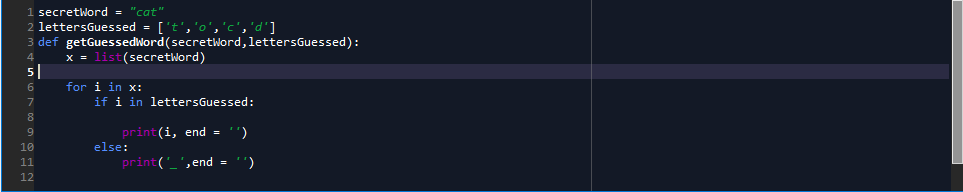 1 secretWord = "cat"
2 lettersGuessed = ['t','o','c','d']
3 def getGuessedWord(secretWord,lettersGuessed):
4     x = list(secretWord)
5
6     for i in x:
7         if i in lettersGuessed:
8
9             print(i, end = '')
10         else:
11             print('_',end = '')
12